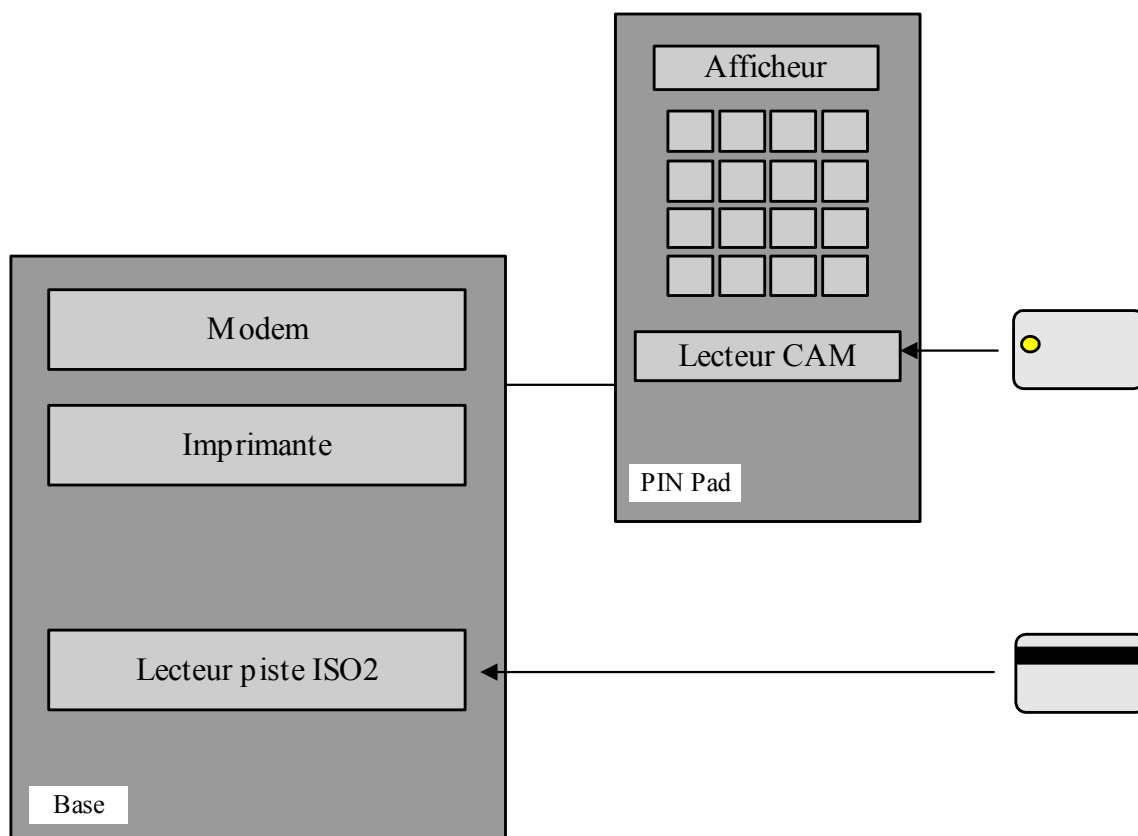 Afficheur
Modem
Lecteur CAM
Imprimante
PIN Pad
Lecteur piste ISO2
Base